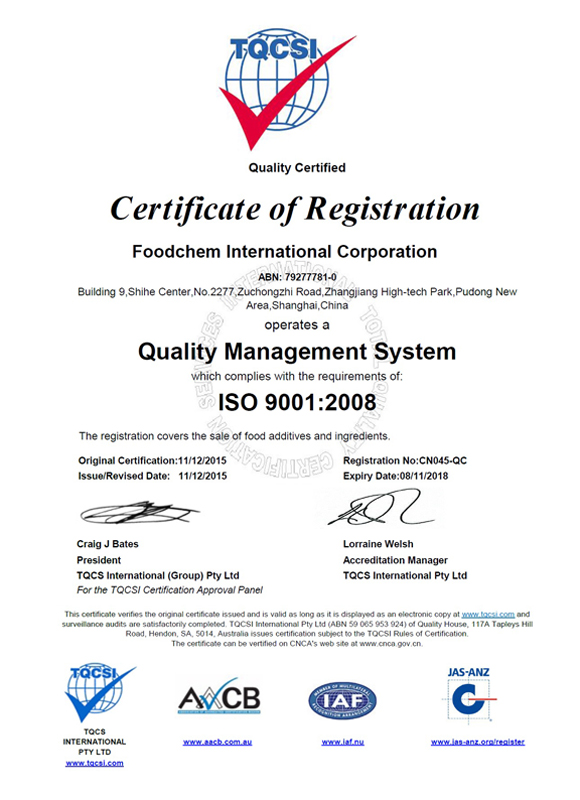 TQCSI
Quality Certified
Certificate of Registration
Foodchem International Corporation
ABN: 79277781-0
Building 9,Shihe Center,No.2277,Zuchongzhi Road,Zhangjiang High-tech Park,Pudong New
Area,Shanghai,China
operates a
Quality Management System
which complies with the requirements of:
ISO 9001:2008
TOTAL QUALITY CERTIFICATION SERVICES INTERNATIONAL
The registration covers the sale of food additives and ingredients.
Original Certification:11/12/2015 Registration No:CN045-QC
Issue/Revised Date: 11/12/2015 Expiry Date:08/11/2018
Craig J Bates Lorraine Welsh
President Accreditation Manager
TQCS International (Group) Pty Ltd TQCS International Pty Ltd
For the TQCSI Certification Approval Panel
This certificate verifies the original certificate issued and is valid as long as it is displayed as an electronic copy at www.tqcsi.com and
surveillance audits are satisfactorily completed. TQCSI International Pty Ltd (ABN 59 065 953 924) of Quality House, 117A Tapleys Hill
Road, Hendon, SA, 5014, Australia issues certification subject to the TQCSI Rules of Certification.
The certificate can be verified on CNCA's web site at www.cnca.gov.cn.
TQCSI AACB MEMBER OF MULTILATERAL IAF RECOGNITION ARRANGEMENT JAS-ANZ
TQCS
INTERNATIONAL
PTY LTD
www.tqcsi.com www.aacb.com.au www.iaf.nu www.jas-anz.org/register